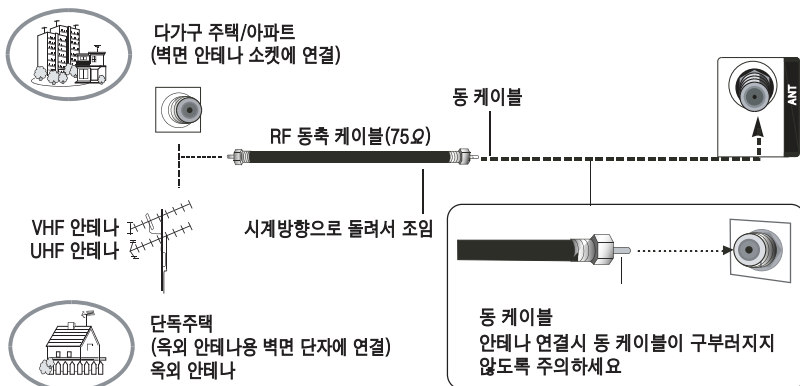 다가구 주택/아파트
(벽면 안테나 소켓에 연결)
동 케이블
ANT
RF 동축 케이블(75Ω)
시계방향으로 돌려서 조임
VHF 안테나
UHF 안테나
단독주택
(옥외 안테나용 벽면 단자에 연결)
옥외 안테나
동 케이블
안테나 연결시 동 케이블이 구부러지지
않도록 주의하세요